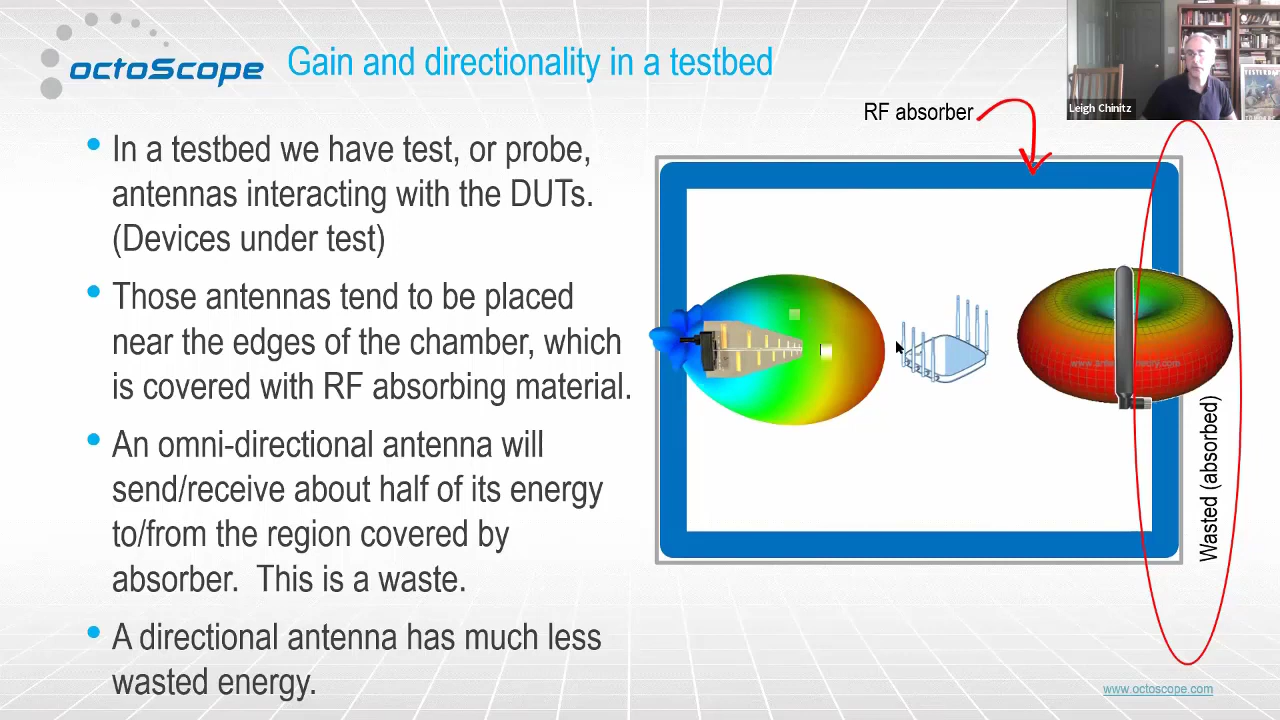 octoScope
Gain and directionality in a testbed
Leigh Chinitz
RF absorber
• In a testbed we have test, or probe,
antennas interacting with the DUTs.
(Devices under test)
• Those antennas tend to be placed
near the edges of the chamber, which
is covered with RF absorbing material.
• An omni-directional antenna will
send/receive about half of its energy
to/from the region covered by
absorber. This is a waste.
• A directional antenna has much less
wasted energy.
Wasted (absorbed)
www.octoscope.com